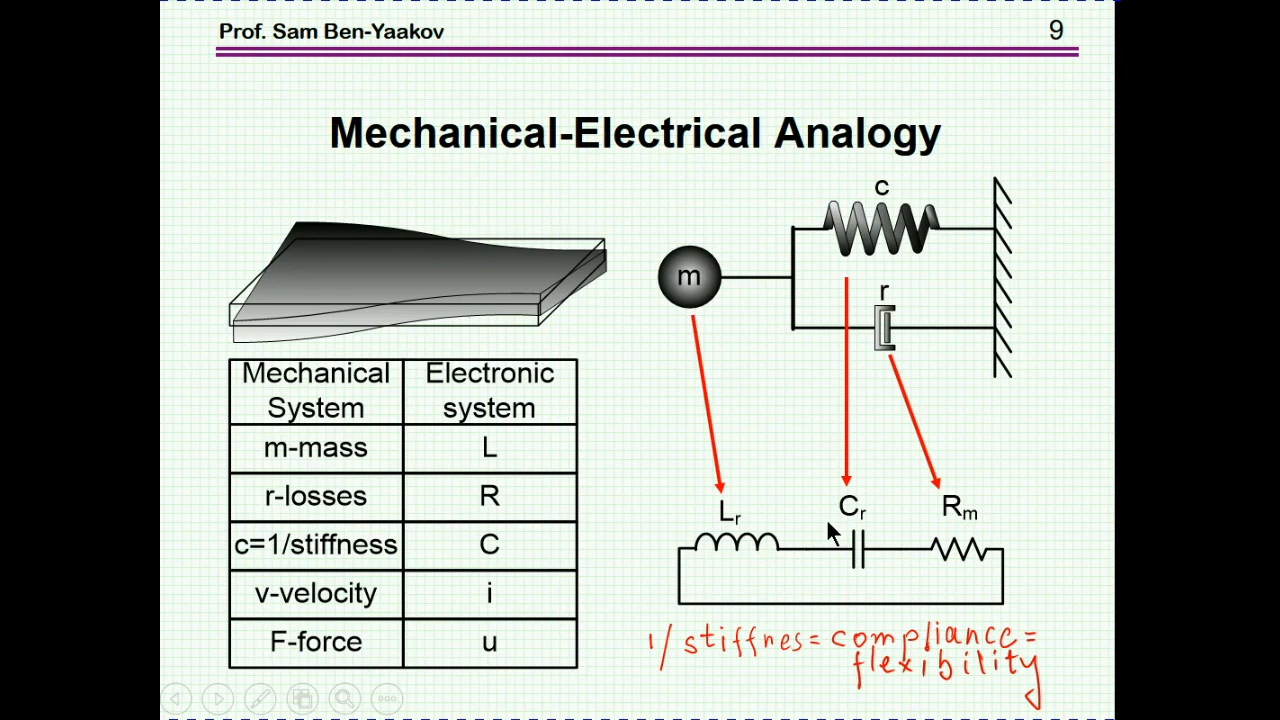 Prof. Sam Ben-Yaakov
9
Mechanical-Electrical Analogy
c
m
r
Mechanical System
Electronic system
m-mass
L
r-losses
R
c=1/stiffness
C
v-velocity
i
F-force
u
Lr
Cr
Rm
1/stiffnes=compliance=
flexibility